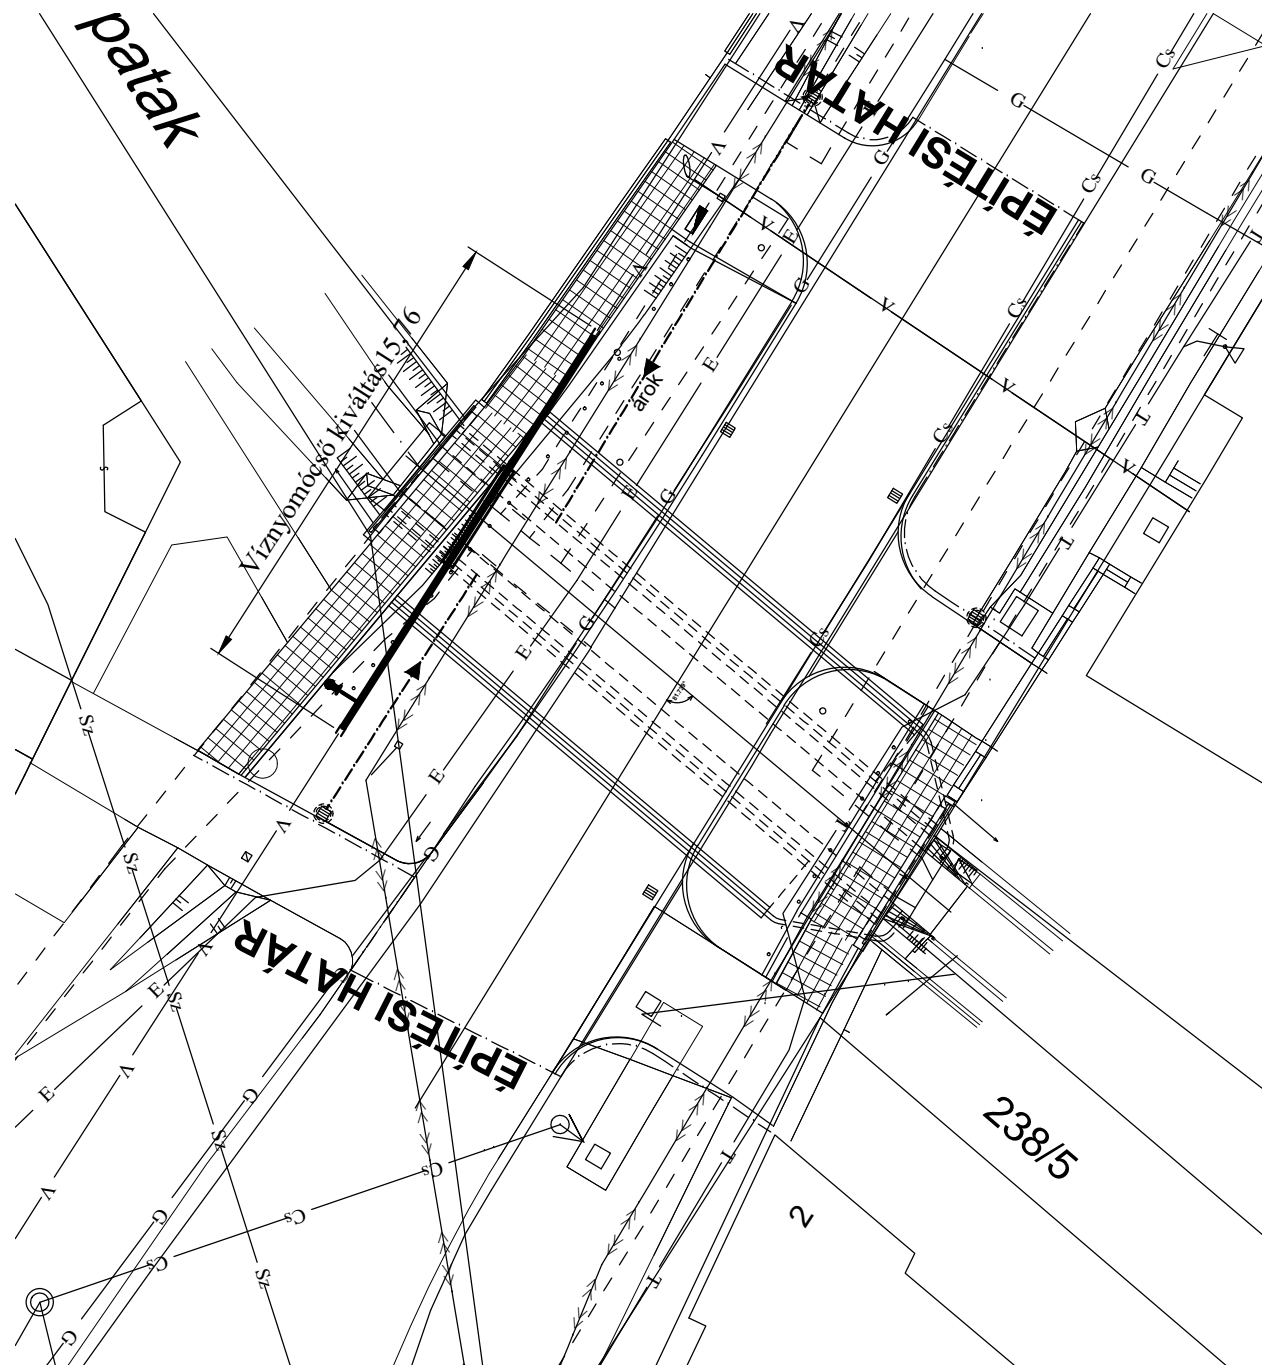 patak
ÉPÍTÉSI HATÁR
Víznyomócső kiváltás 15,76
árok
ÉPÍTÉSI HATÁR
238/5
2